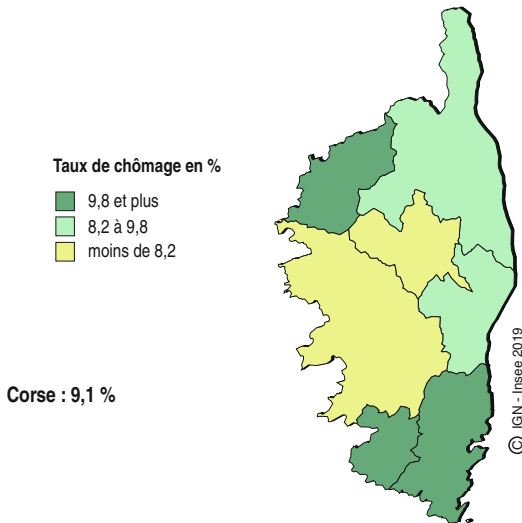 Taux de chômage en %
9,8 et plus
8,2 à 9,8
moins de 8,2
Corse : 9,1 %
© IGN - Insee 2019